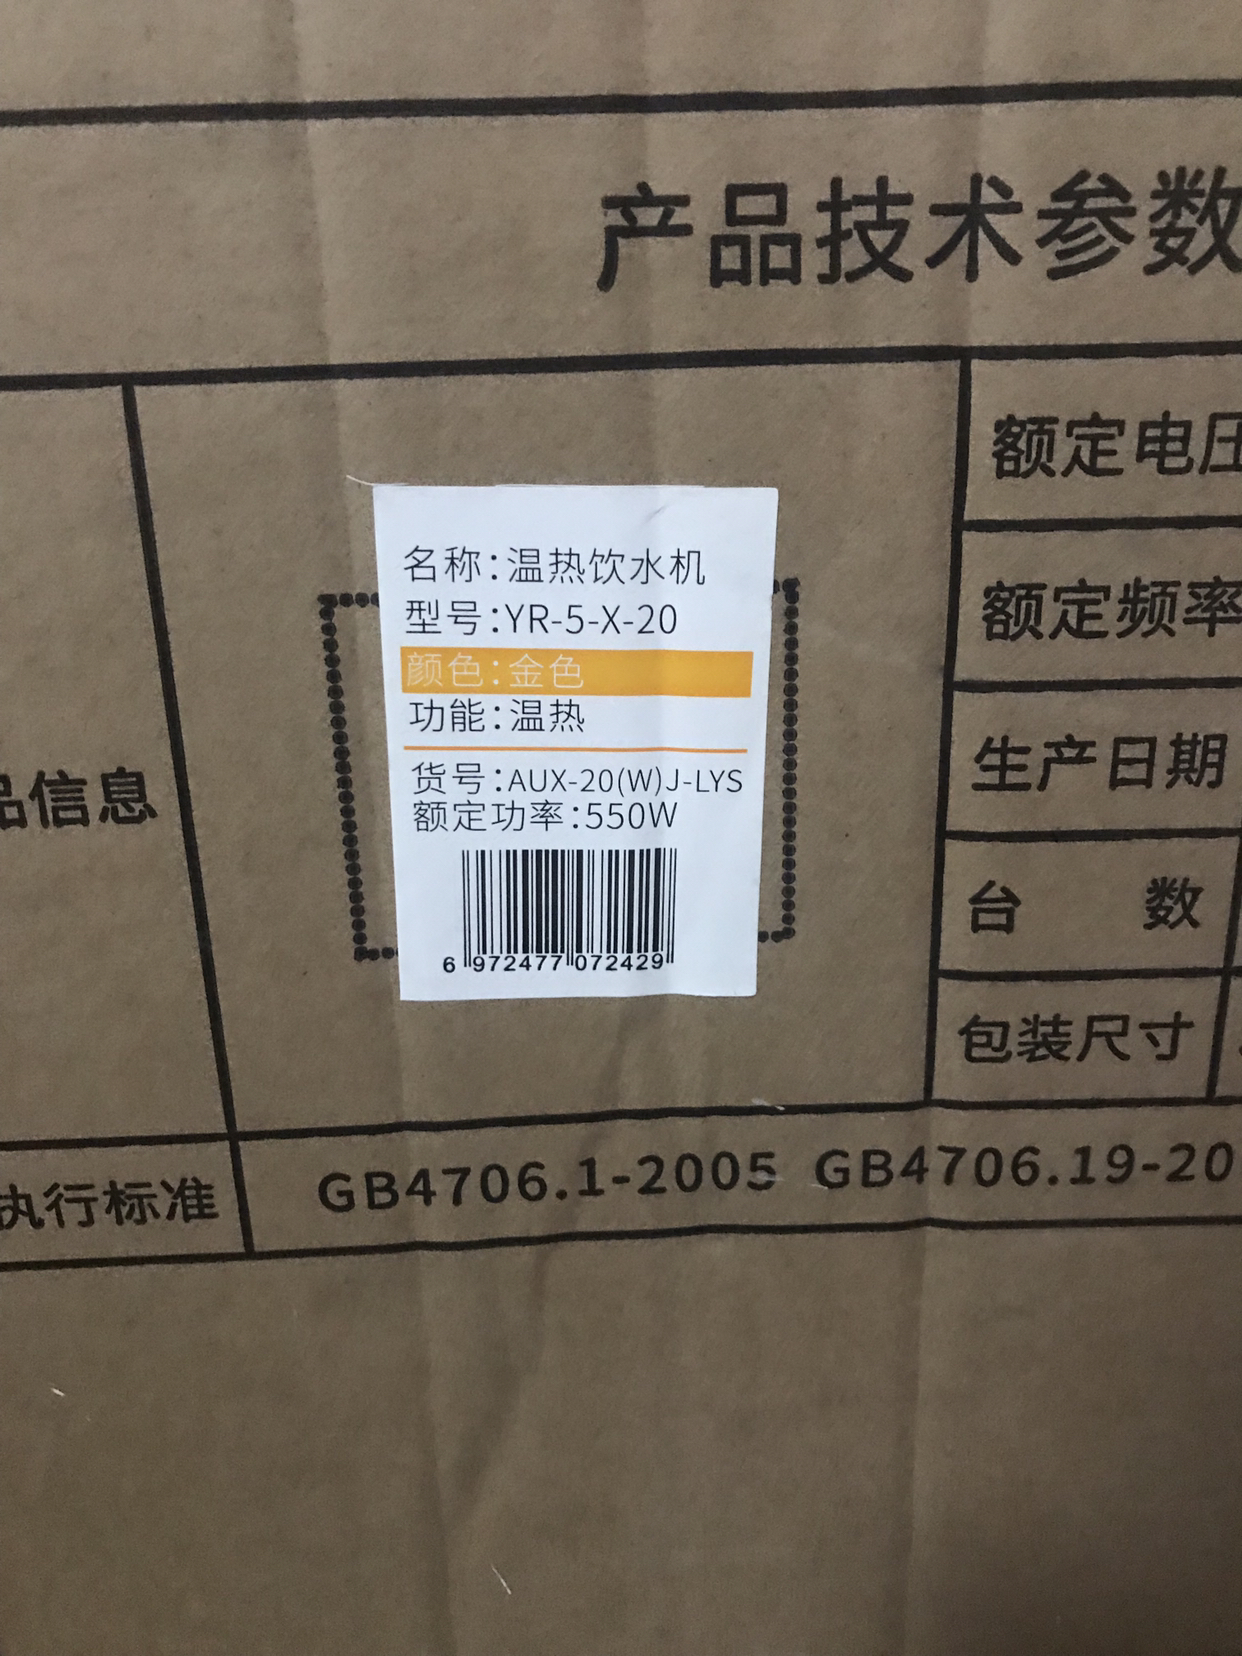 产品技术参数
额定电压
额定频率
生产日期
台 数
包装尺寸
品信息
名称：温热饮水机
型号：YR-5-X-20
颜色：金色
功能：温热
货号：AUX-20(W)J-LYS
额定功率：550W
6 972477 072429
执行标准
GB4706.1-2005 GB4706.19-20